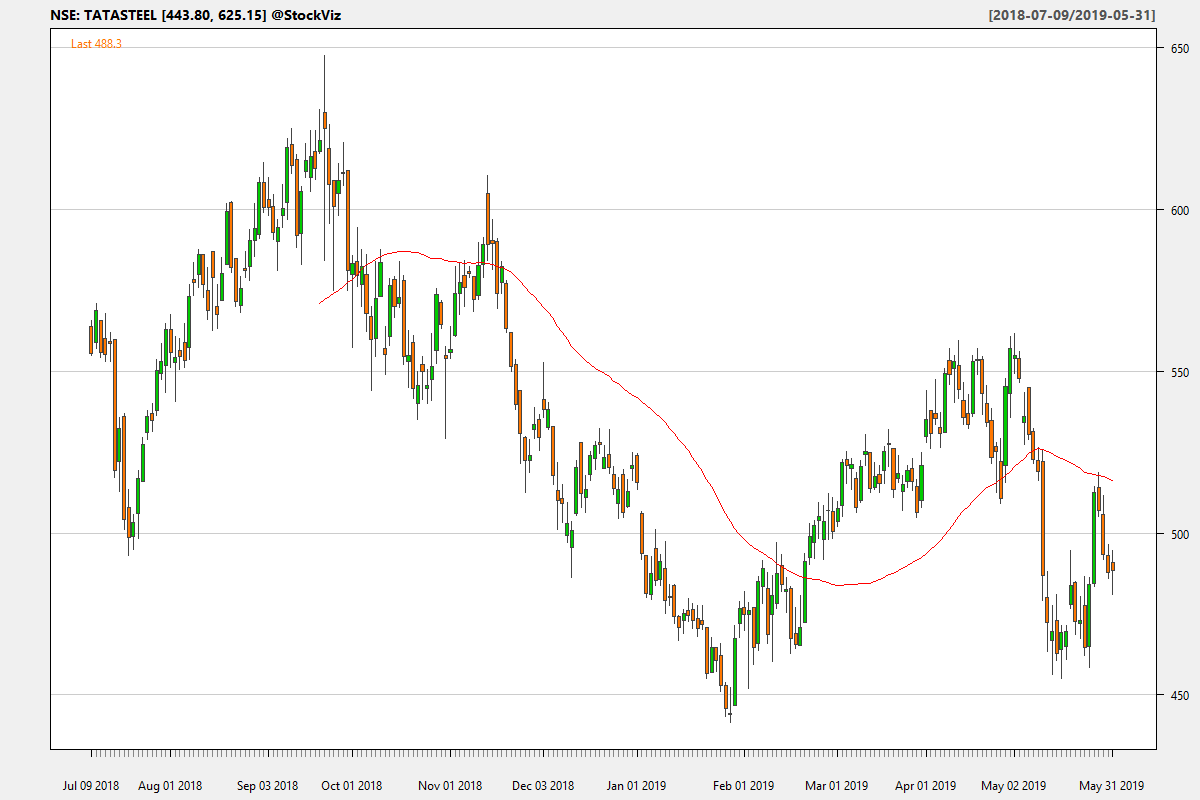 NSE: TATASTEEL [443.80, 625.15] @StockViz [2018-07-09/2019-05-31]
Last 488.3
650
600
550
500
450
Jul 09 2018 Aug 01 2018 Sep 03 2018 Oct 01 2018 Nov 01 2018 Dec 03 2018 Jan 01 2019 Feb 01 2019 Mar 01 2019 Apr 01 2019 May 02 2019 May 31 2019